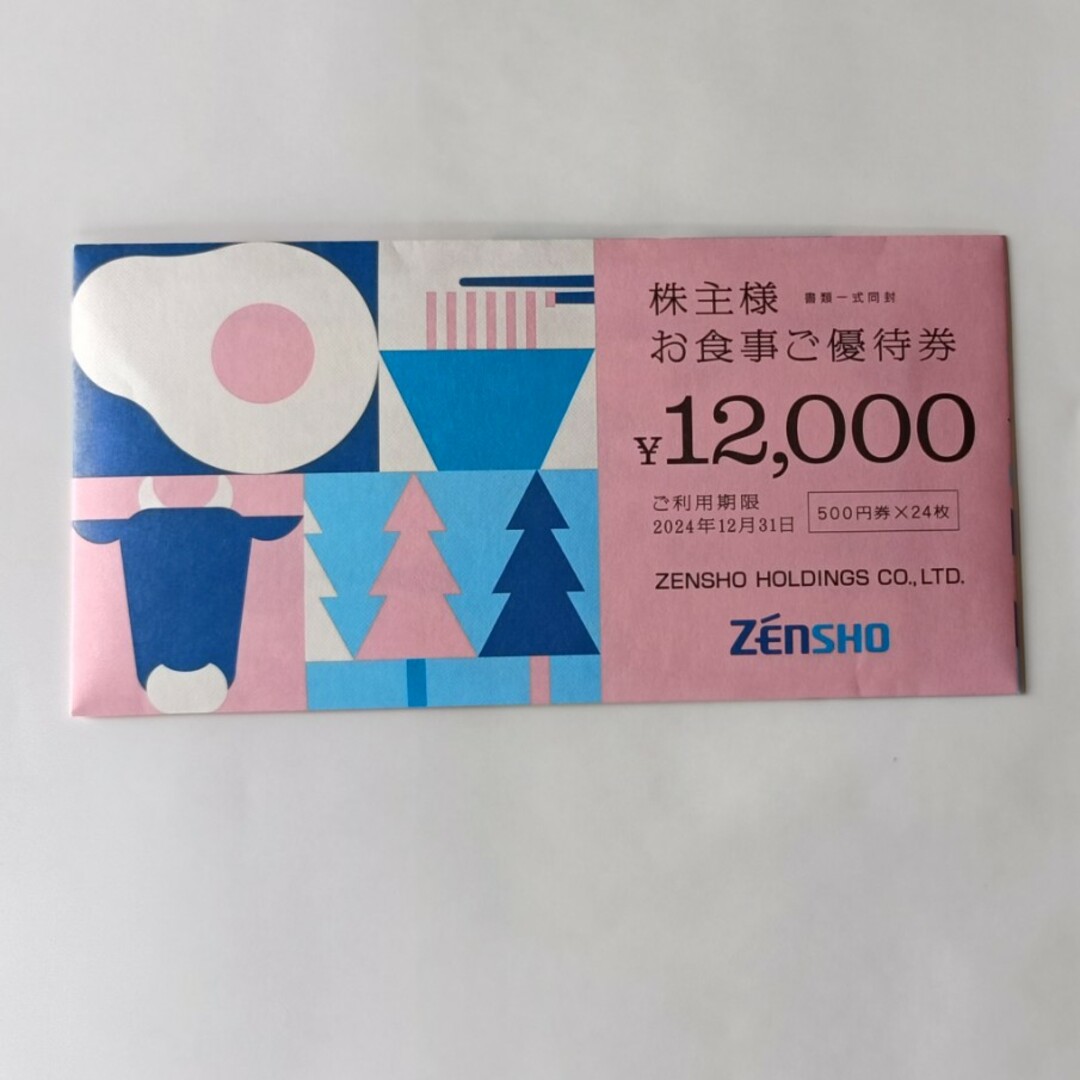 株主様 書類一式同封
お食事ご優待券
¥12,000
ご利用期限
2024年12月31日
500円券×24枚
ZENSHO HOLDINGS CO.,LTD.
ZÉNSHO